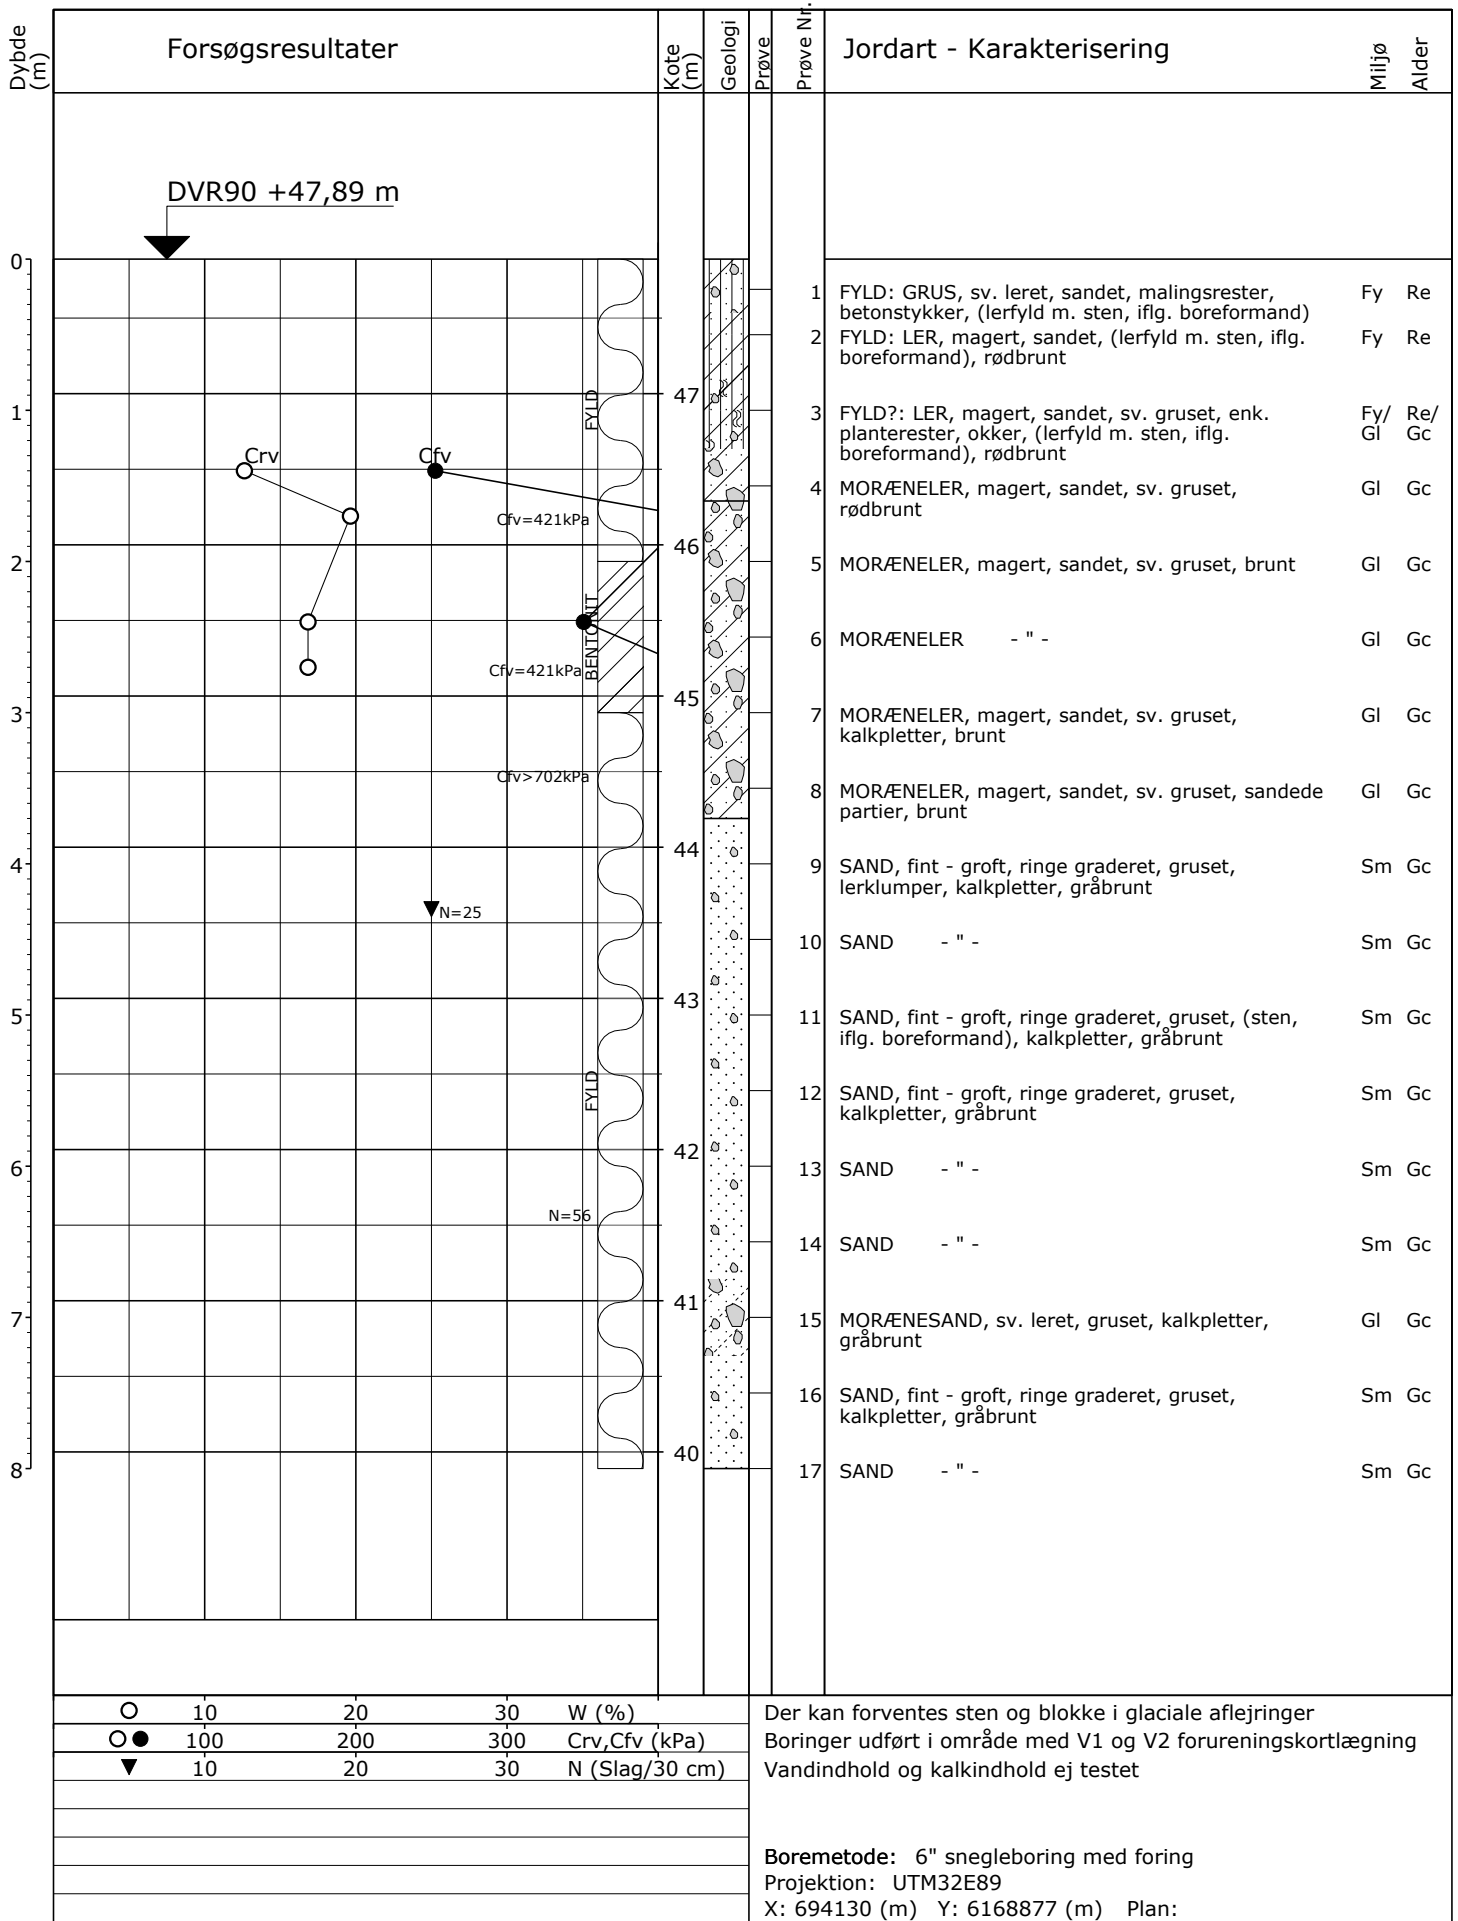 Dybde (m)
Forsøgsresultater
Kote (m)
Geologi
Prøve
Prøve Nr.
Jordart - Karakterisering
Miljø
Alder
DVR90 +47,89 m
0
1 FYLD: GRUS, sv. leret, sandet, malingsrester, Fy Re
betonstykker, (lerfyld m. sten, iflg. boreformand)
2 FYLD: LER, magert, sandet, (lerfyld m. sten, iflg. Fy Re
boreformand), rødbrunt
47
FYLD
1
3 FYLD?: LER, magert, sandet, sv. gruset, enk. Fy/ Re/
planterester, okker, (lerfyld m. sten, iflg. Gl Gc
boreformand), rødbrunt
Crv
Cfv
4 MORÆNELER, magert, sandet, sv. gruset, Gl Gc
rødbrunt
Cfv=421kPa
46
2
5 MORÆNELER, magert, sandet, sv. gruset, brunt Gl Gc
BENTONIT
6 MORÆNELER - " - Gl Gc
Cfv=421kPa
45
3
7 MORÆNELER, magert, sandet, sv. gruset, Gl Gc
kalkpletter, brunt
Cfv>702kPa
8 MORÆNELER, magert, sandet, sv. gruset, sandede Gl Gc
partier, brunt
44
4
9 SAND, fint - groft, ringe graderet, gruset, Sm Gc
lerklumper, kalkpletter, gråbrunt
N=25
10 SAND - " - Sm Gc
43
5
11 SAND, fint - groft, ringe graderet, gruset, (sten, Sm Gc
iflg. boreformand), kalkpletter, gråbrunt
FYLD
12 SAND, fint - groft, ringe graderet, gruset, Sm Gc
kalkpletter, gråbrunt
42
6
13 SAND - " - Sm Gc
N=56
14 SAND - " - Sm Gc
41
7
15 MORÆNESAND, sv. leret, gruset, kalkpletter, Gl Gc
gråbrunt
16 SAND, fint - groft, ringe graderet, gruset, Sm Gc
kalkpletter, gråbrunt
40
8
17 SAND - " - Sm Gc
10 20 30 W (%)
100 200 300 Crv,Cfv (kPa)
10 20 30 N (Slag/30 cm)
Der kan forventes sten og blokke i glaciale aflejringer
Boringer udført i område med V1 og V2 forureningskortlægning
Vandindhold og kalkindhold ej testet
Boremetode: 6" snegleboring med foring
Projektion: UTM32E89
X: 694130 (m) Y: 6168877 (m) Plan: